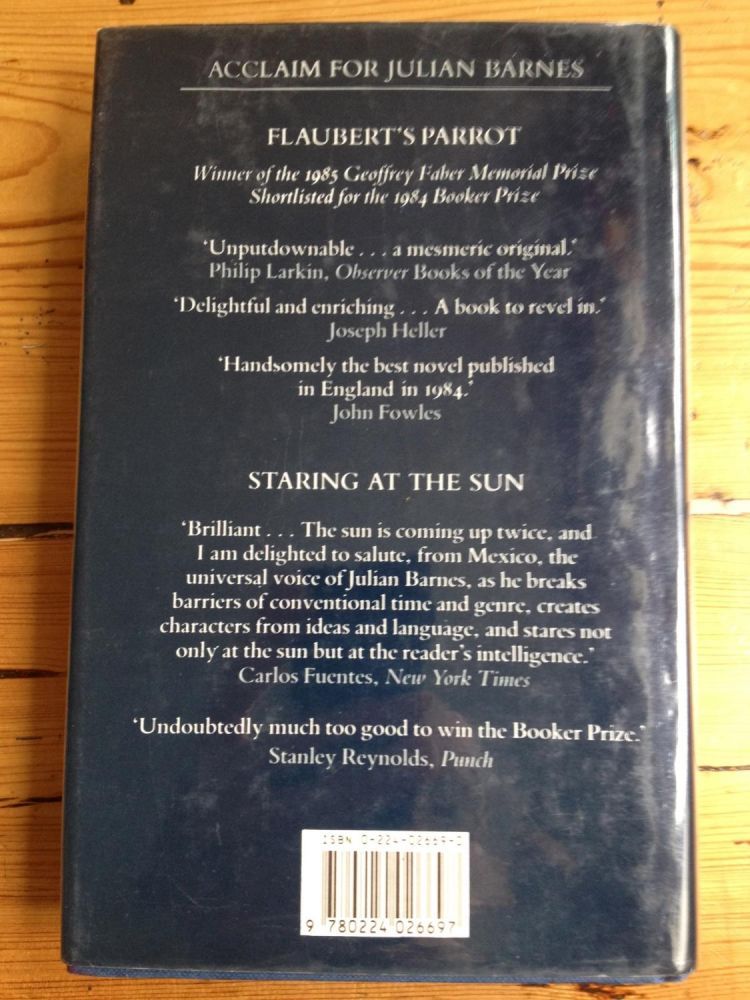 ACCLAIM FOR JULIAN BARNES
FLAUBERT'S PARROT
Winner of the 1985 Geoffrey Faber Memorial Prize
Shortlisted for the 1984 Booker Prize
‘Unputdownable . . . a mesmeric original.’
Philip Larkin, Observer Books of the Year
‘Delightful and enriching . . . A book to revel in.’
Joseph Heller
‘Handsomely the best novel published
in England in 1984.’
John Fowles
STARING AT THE SUN
‘Brilliant . . . The sun is coming up twice, and
I am delighted to salute, from Mexico, the
universal voice of Julian Barnes, as he breaks
barriers of conventional time and genre, creates
characters from ideas and language, and stares not
only at the sun but at the reader's intelligence.’
Carlos Fuentes, New York Times
‘Undoubtedly much too good to win the Booker Prize.’
Stanley Reynolds, Punch
ISBN 0-224-02669-0
9 780224 026697